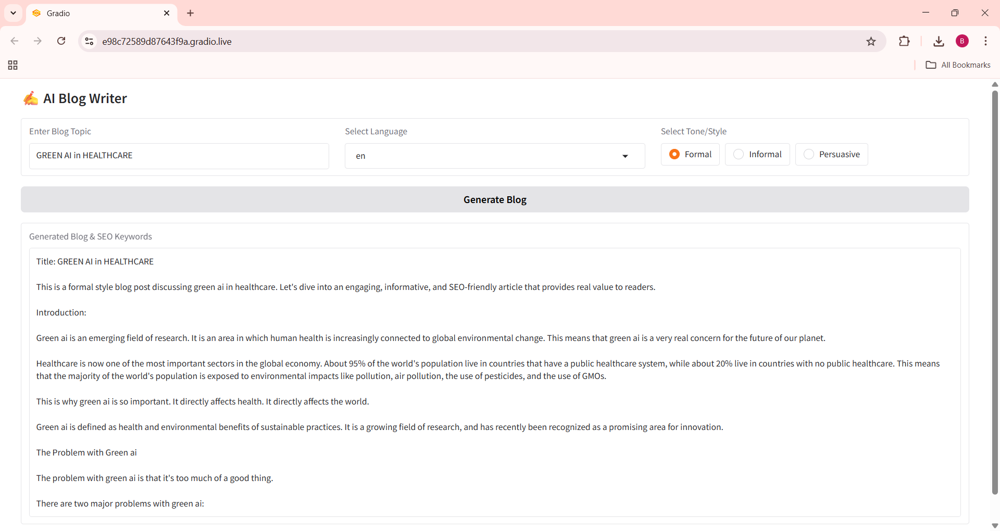 Gradio
e98c72589d87643f9a.gradio.live
B
All Bookmarks
✍ AI Blog Writer
Enter Blog Topic
GREEN AI in HEALTHCARE
Select Language
en
Select Tone/Style
Formal
Informal
Persuasive
Generate Blog
Generated Blog & SEO Keywords
Title: GREEN AI in HEALTHCARE
This is a formal style blog post discussing green ai in healthcare. Let's dive into an engaging, informative, and SEO-friendly article that provides real value to readers.
Introduction:
Green ai is an emerging field of research. It is an area in which human health is increasingly connected to global environmental change. This means that green ai is a very real concern for the future of our planet.
Healthcare is now one of the most important sectors in the global economy. About 95% of the world's population live in countries that have a public healthcare system, while about 20% live in countries with no public healthcare. This means
that the majority of the world's population is exposed to environmental impacts like pollution, air pollution, the use of pesticides, and the use of GMOs.
This is why green ai is so important. It directly affects health. It directly affects the world.
Green ai is defined as health and environmental benefits of sustainable practices. It is a growing field of research, and has recently been recognized as a promising area for innovation.
The Problem with Green ai
The problem with green ai is that it's too much of a good thing.
There are two major problems with green ai: